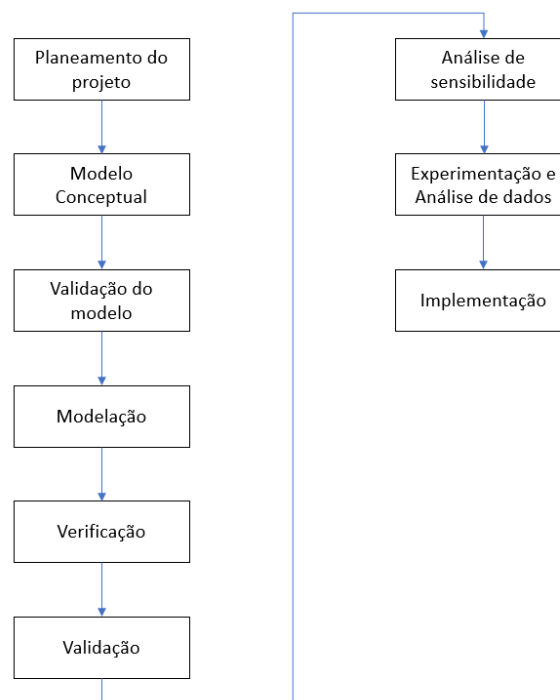 Planeamento do
projeto
Modelo
Conceptual
Validação do
modelo
Modelação
Verificação
Validação
Análise de
sensibilidade
Experimentação e
Análise de dados
Implementação